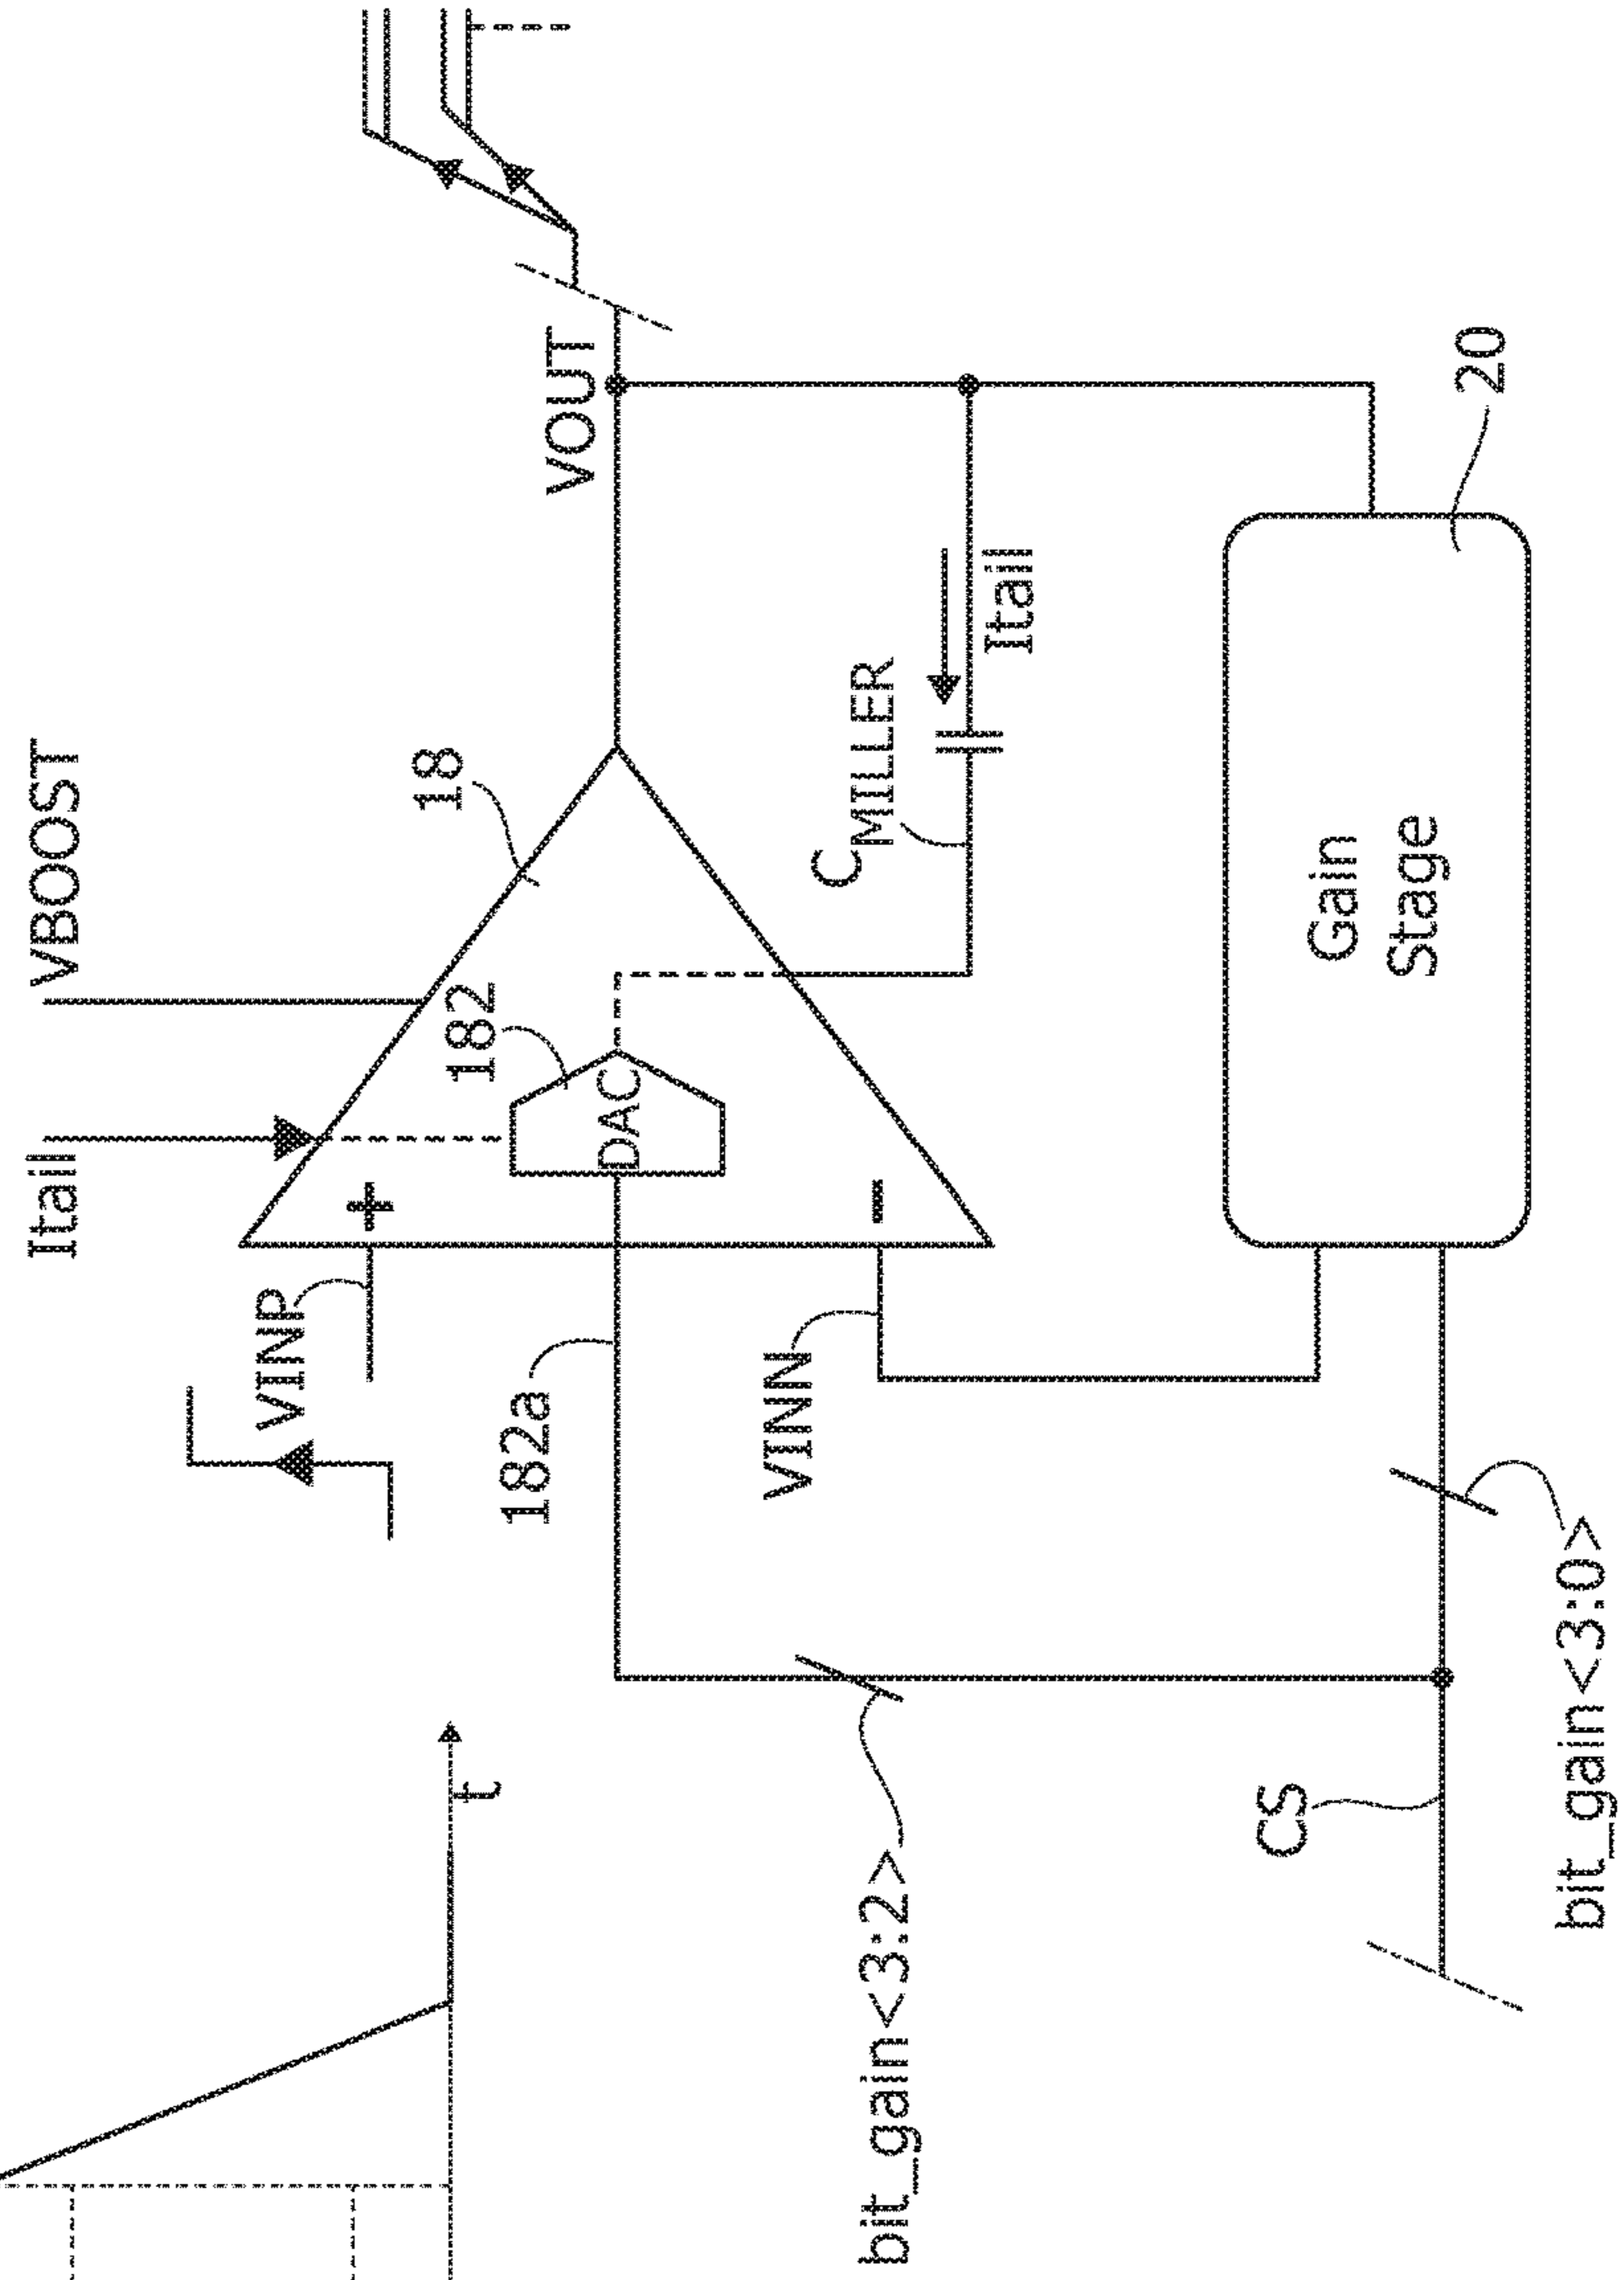 Itail
VBOOST
VINP
+
18
182
DAC
182a
VOUT
t
VINN
−
CMILLER
Itail
bit_gain<3:2>
CS
Gain
Stage
20
bit_gain<3:0>